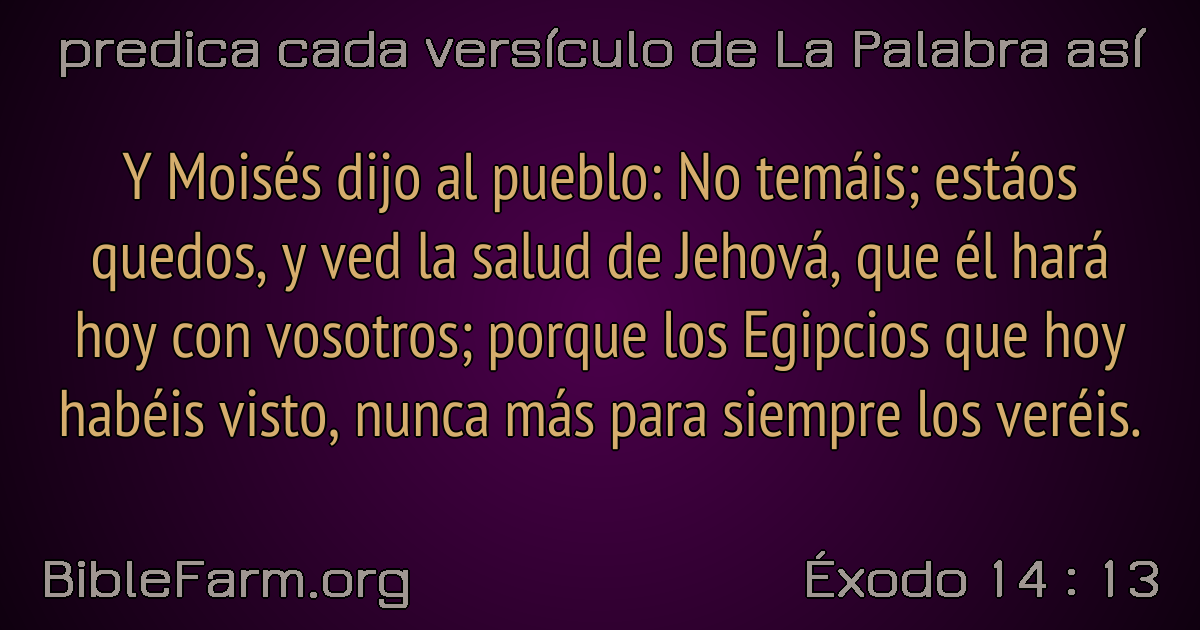 predica cada versículo de La Palabra así
Y Moisés dijo al pueblo: No temáis; estáos
quedos, y ved la salud de Jehová, que él hará
hoy con vosotros; porque los Egipcios que hoy
habéis visto, nunca más para siempre los veréis.
BibleFarm.org
Éxodo 14 : 13